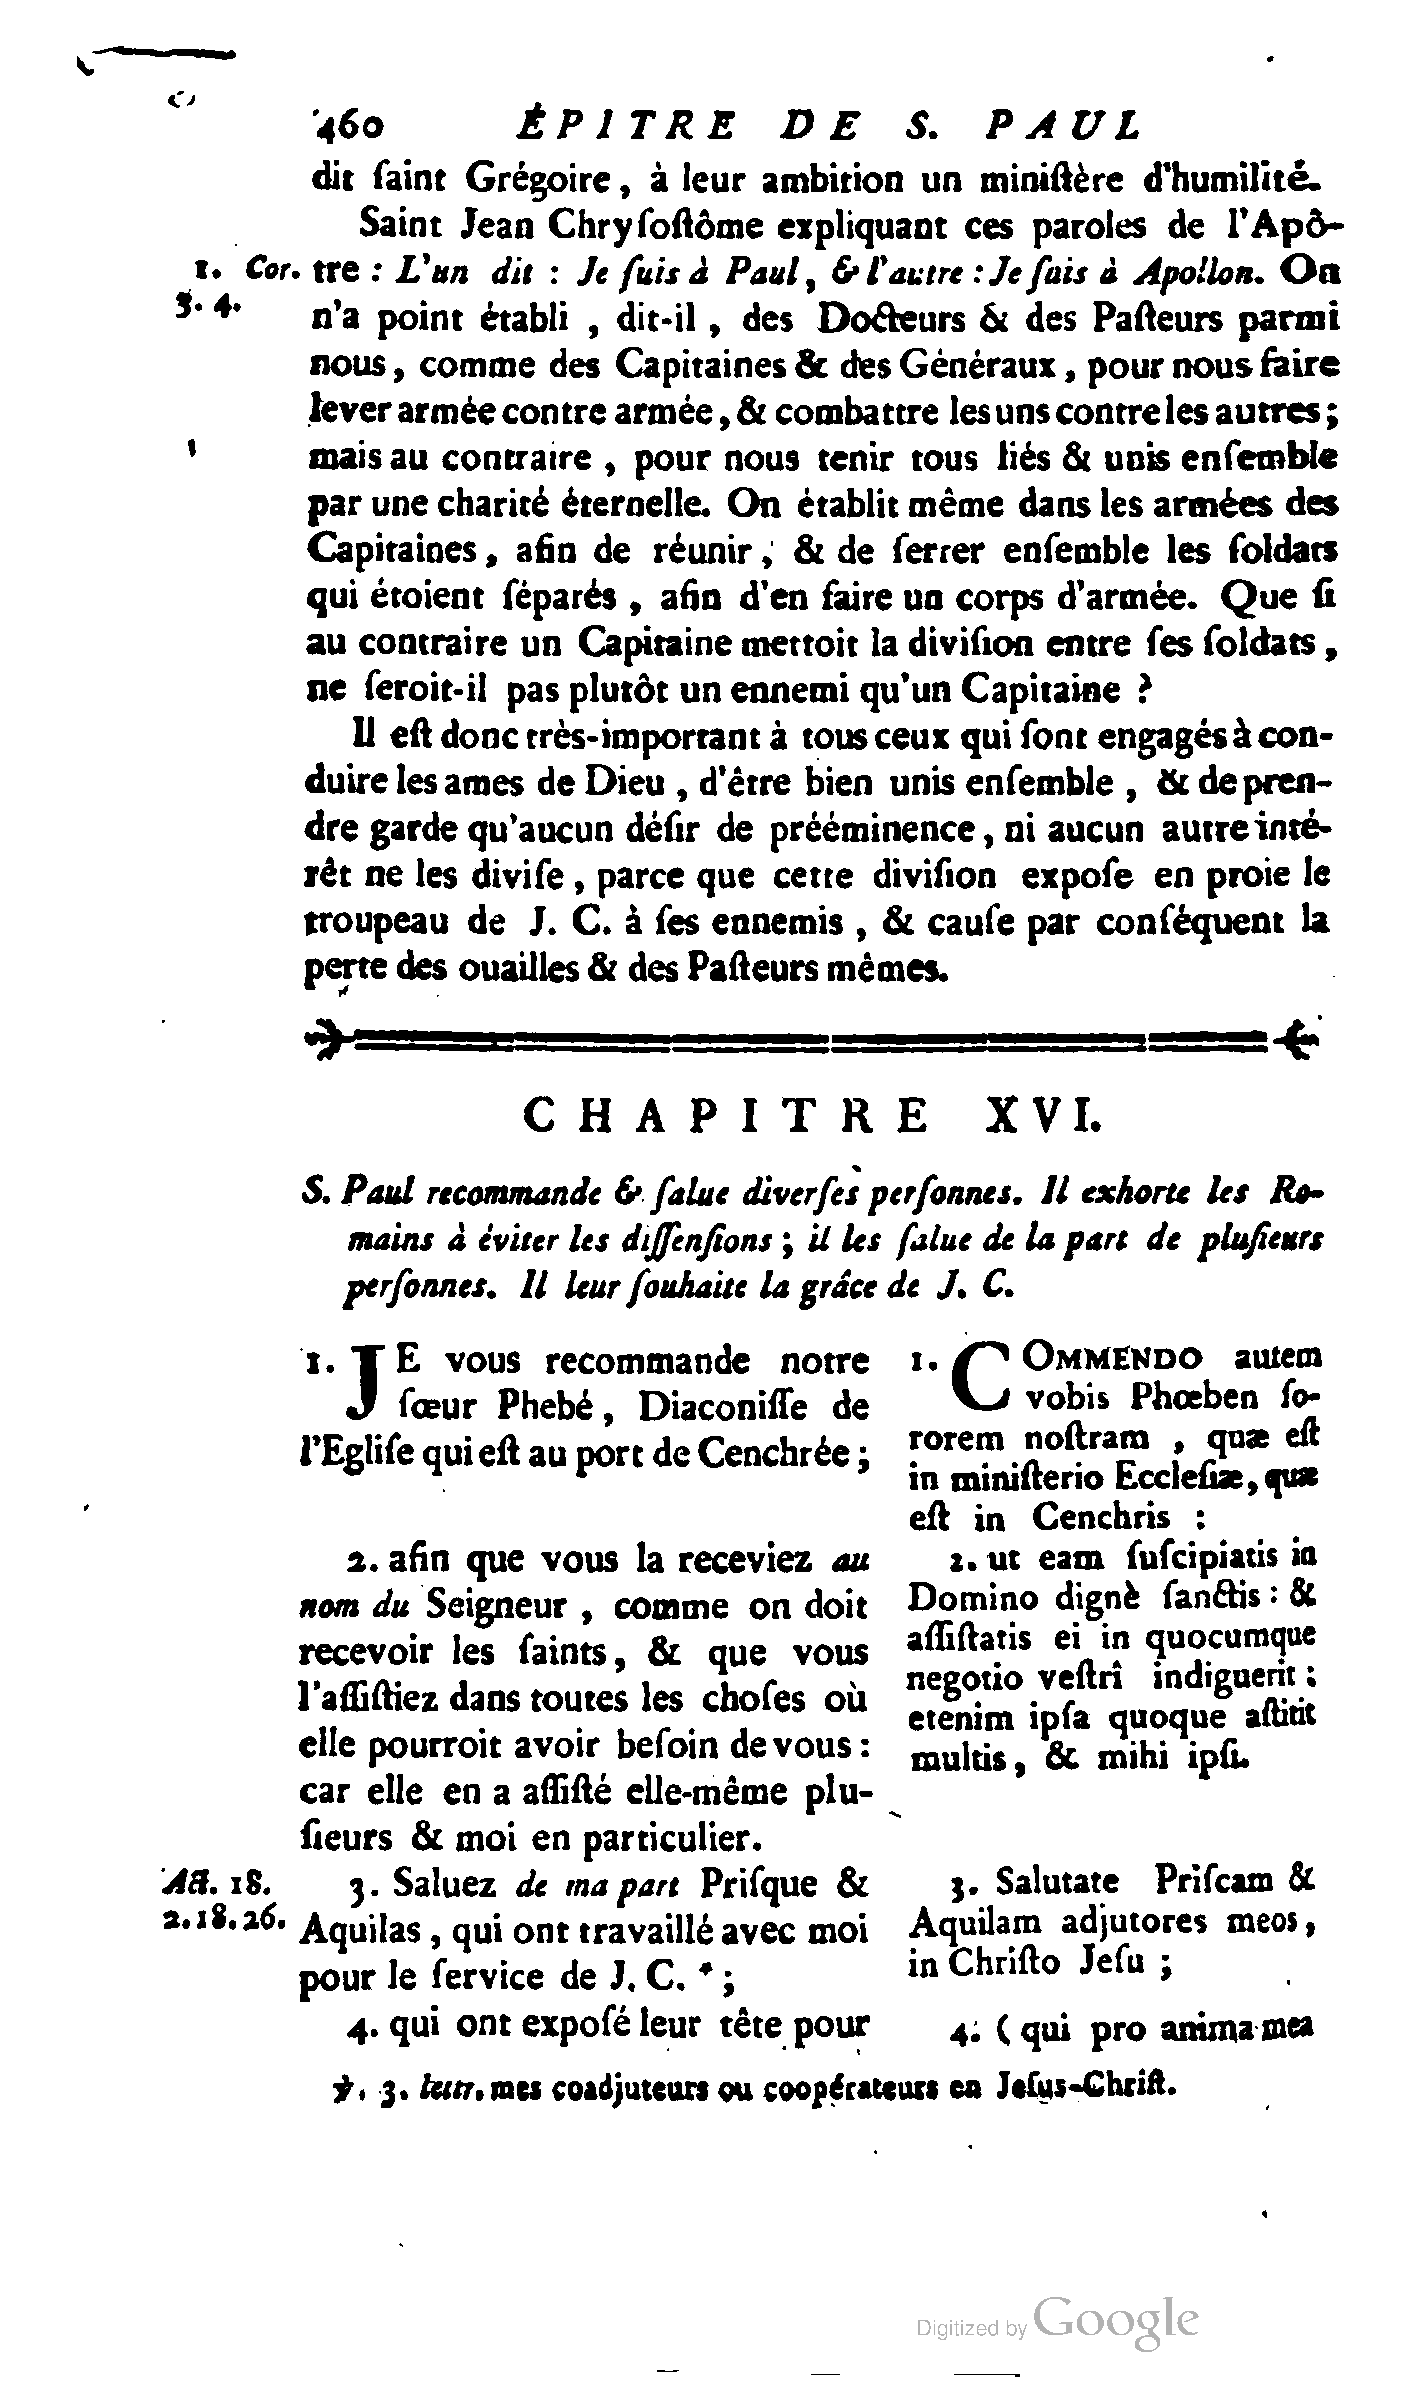 460 ÉPITRE DE S. PAUL
dit ſaint Grégoire, à leur ambition un miniſtère d'humilité.
Saint Jean Chryſoſtôme expliquant ces paroles de l'Apô-
1. Cor. tre : L'un dit : Je ſuis à Paul, & l'autre : Je ſuis à Apollon. On
3. 4. n'a point établi, dit-il, des Docteurs & des Paſteurs parmi
nous, comme des Capitaines & des Généraux, pour nous faire
lever armée contre armée, & combattre les uns contre les autres;
mais au contraire, pour nous tenir tous liés & unis enſemble
par une charité éternelle. On établit même dans les armées des
Capitaines, afin de réunir, & de ſerrer enſemble les ſoldats
qui étoient ſéparés, afin d'en faire un corps d'armée. Que ſi
au contraire un Capitaine mettoit la diviſion entre ſes ſoldats,
ne ſeroit-il pas plutôt un ennemi qu'un Capitaine ?
Il eſt donc très-important à tous ceux qui ſont engagés à con-
duire les ames de Dieu, d'être bien unis enſemble, & de pren-
dre garde qu'aucun déſir de prééminence, ni aucun autre inté-
rêt ne les diviſe, parce que cette diviſion expoſe en proie le
troupeau de J. C. à ſes ennemis, & cauſe par conſéquent la
perte des ouailles & des Paſteurs mêmes.
CHAPITRE XVI.
S. Paul recommande & ſalue diverſes perſonnes. Il exhorte les Ro-
mains à éviter les diſſenſions ; il les ſalue de la part de pluſieurs
perſonnes. Il leur ſouhaite la grâce de J. C.
1. JE vous recommande notre
ſœur Phebé, Diaconiſſe de
l'Egliſe qui eſt au port de Cenchrée ;
2. afin que vous la receviez au
nom du Seigneur, comme on doit
recevoir les ſaints, & que vous
l'aſſiſtiez dans toutes les choſes où
elle pourroit avoir beſoin de vous :
car elle en a aſſiſté elle-même plu-
ſieurs & moi en particulier.
Act. 18. 3. Saluez de ma part Priſque &
2. 18. 26. Aquilas, qui ont travaillé avec moi
pour le ſervice de J. C. * ;
4. qui ont expoſé leur tête pour
1. COMMENDO autem
vobis Phœben ſo-
rorem noſtram, quæ eſt
in miniſterio Eccleſiæ, quæ
eſt in Cenchris :
2. ut eam ſuſcipiatis in
Domino dignè ſanctis : &
aſſiſtatis ei in quocumque
negotio veſtrî indiguerit :
etenim ipſa quoque aſtitit
multis, & mihi ipſi.
3. Salutate Priſcam &
Aquilam adjutores meos,
in Chriſto Jeſu ;
4. ( qui pro anima mea
℣. 3. lettr. mes coadjuteurs ou coopérateurs en Jeſus-Chriſt.
Digitized by Google